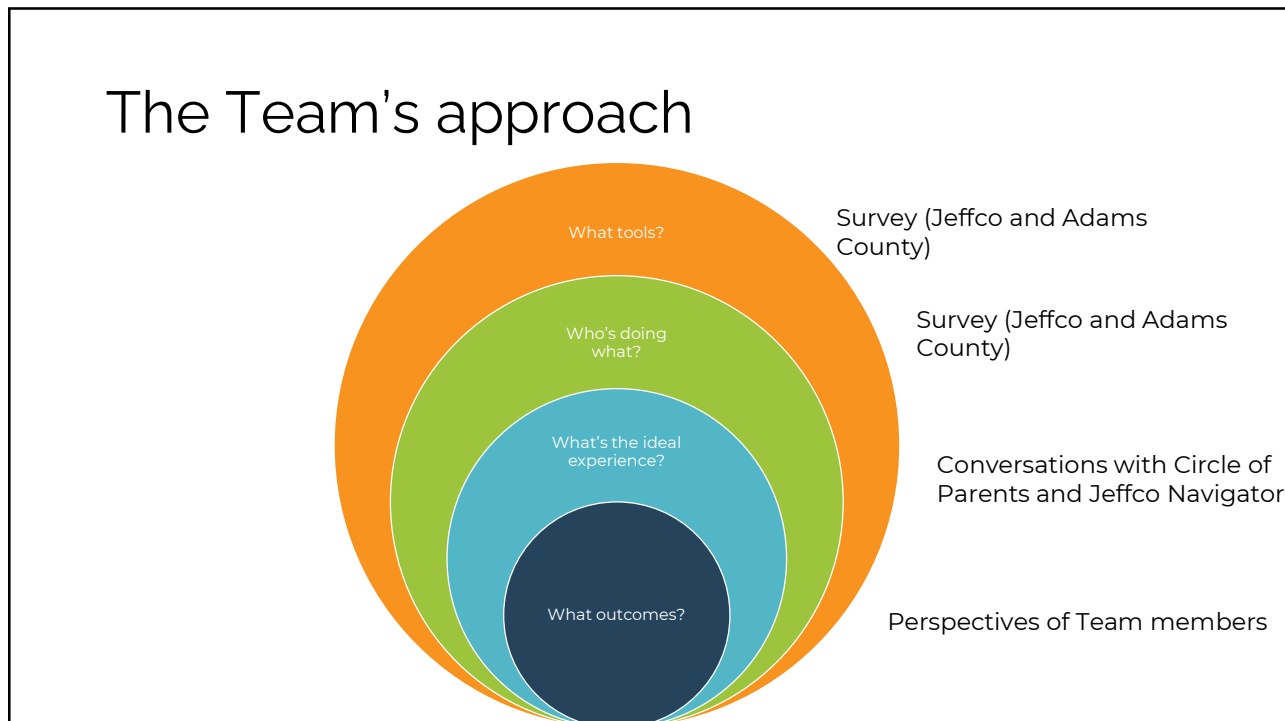 The Team’s approach
What tools?
Survey (Jeffco and Adams
County)
Who’s doing
what?
Survey (Jeffco and Adams
County)
What’s the ideal
experience?
Conversations with Circle of
Parents and Jeffco Navigator
What outcomes?
Perspectives of Team members